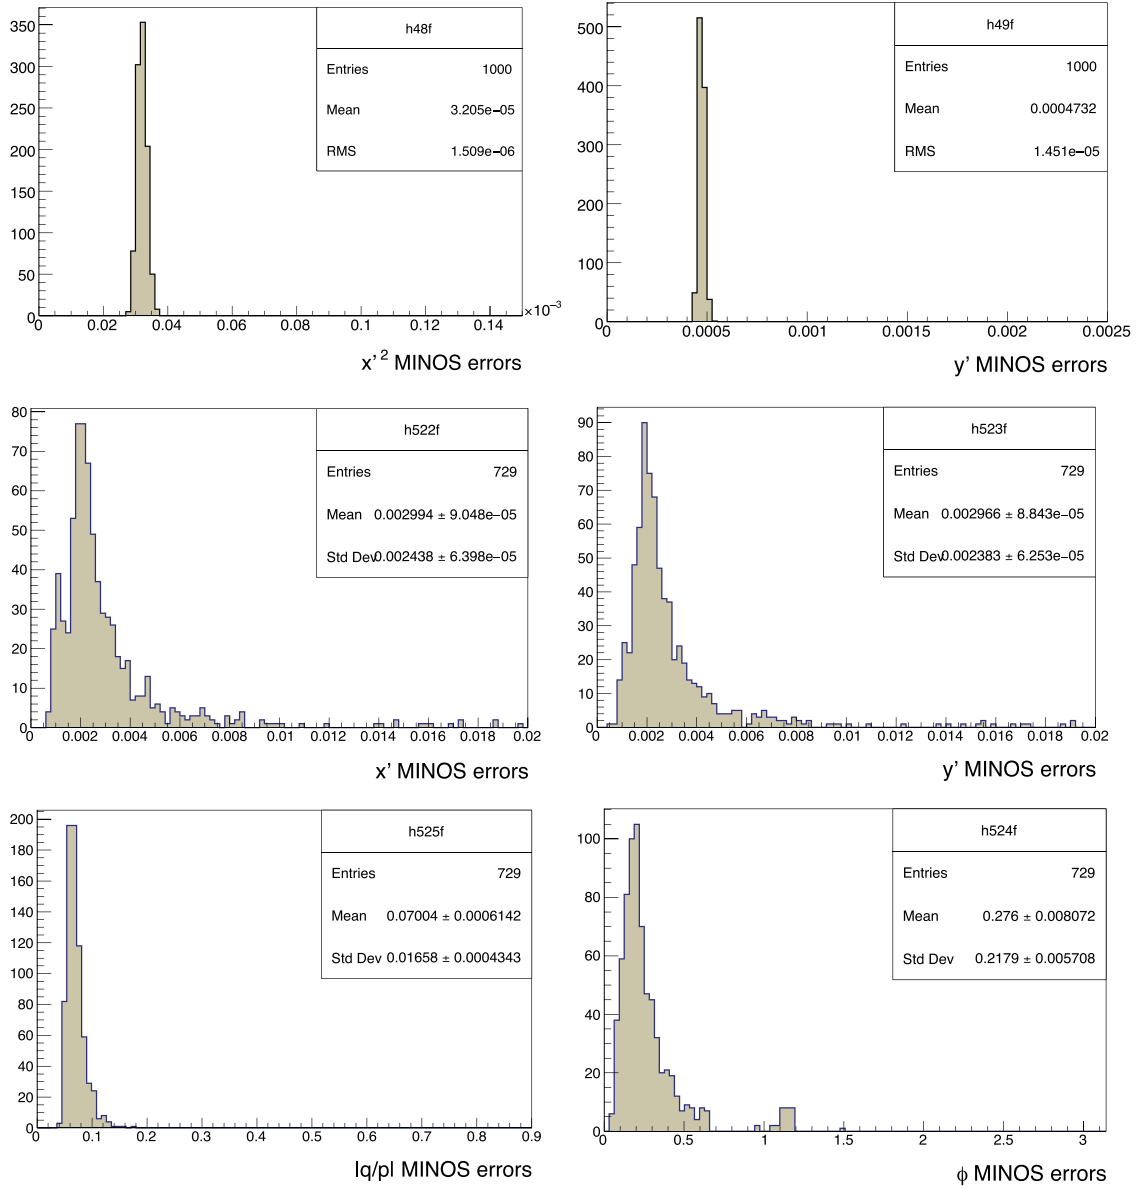 h48f
Entries 1000
Mean 3.205e−05
RMS 1.509e−06
350
300
250
200
150
100
50
0
0 0.02 0.04 0.06 0.08 0.1 0.12 0.14
×10⁻³
x'² MINOS errors
h49f
Entries 1000
Mean 0.0004732
RMS 1.451e−05
500
400
300
200
100
0
0 0.0005 0.001 0.0015 0.002 0.0025
y' MINOS errors
h522f
Entries 729
Mean 0.002994 ± 9.048e−05
Std Dev 0.002438 ± 6.398e−05
80
70
60
50
40
30
20
10
0
0 0.002 0.004 0.006 0.008 0.01 0.012 0.014 0.016 0.018 0.02
x' MINOS errors
h523f
Entries 729
Mean 0.002966 ± 8.843e−05
Std Dev 0.002383 ± 6.253e−05
90
80
70
60
50
40
30
20
10
0
0 0.002 0.004 0.006 0.008 0.01 0.012 0.014 0.016 0.018 0.02
y' MINOS errors
h525f
Entries 729
Mean 0.07004 ± 0.0006142
Std Dev 0.01658 ± 0.0004343
200
180
160
140
120
100
80
60
40
20
0
0 0.1 0.2 0.3 0.4 0.5 0.6 0.7 0.8 0.9
lq/pl MINOS errors
h524f
Entries 729
Mean 0.276 ± 0.008072
Std Dev 0.2179 ± 0.005708
100
80
60
40
20
0
0 0.5 1 1.5 2 2.5 3
ϕ MINOS errors